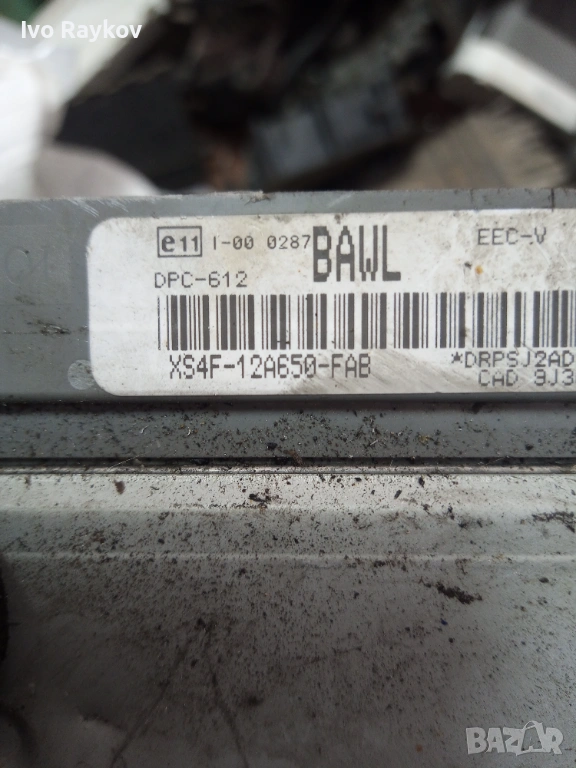 Ivo Raykov
e11 I-00 0287 BAWL EEC-V
DPC-612
XS4F-12A650-FAB *DRPSJ2AD
CAD 9J3
BAZAR